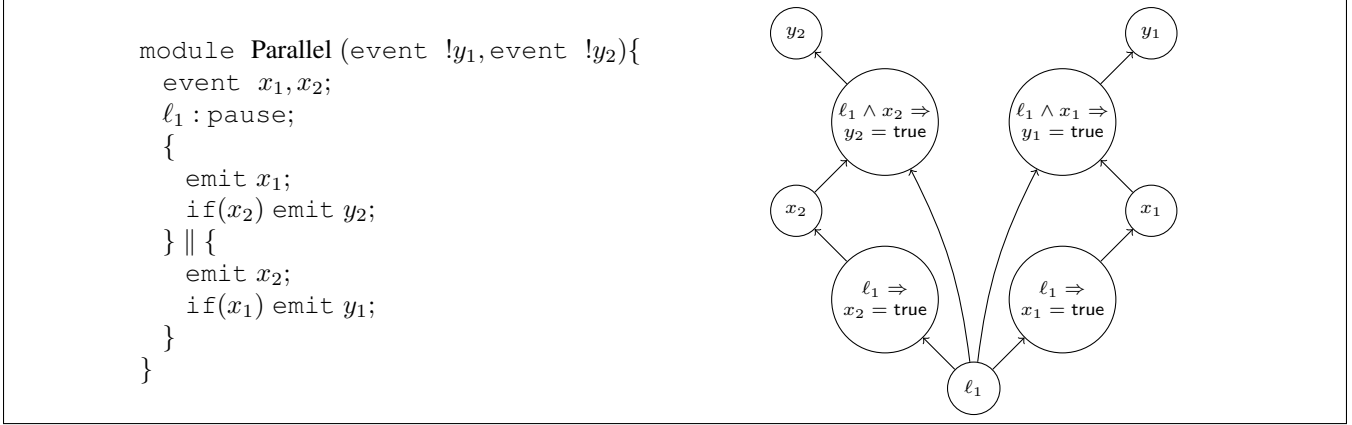 module Parallel (event !y₁,event !y₂){
event x₁,x₂;
ℓ₁ : pause;
{
emit x₁;
if(x₂) emit y₂;
} ∥ {
emit x₂;
if(x₁) emit y₁;
}
}
y₂
y₁
ℓ₁ ∧ x₂ ⇒
y₂ = true
ℓ₁ ∧ x₁ ⇒
y₁ = true
x₂
x₁
ℓ₁ ⇒
x₂ = true
ℓ₁ ⇒
x₁ = true
ℓ₁